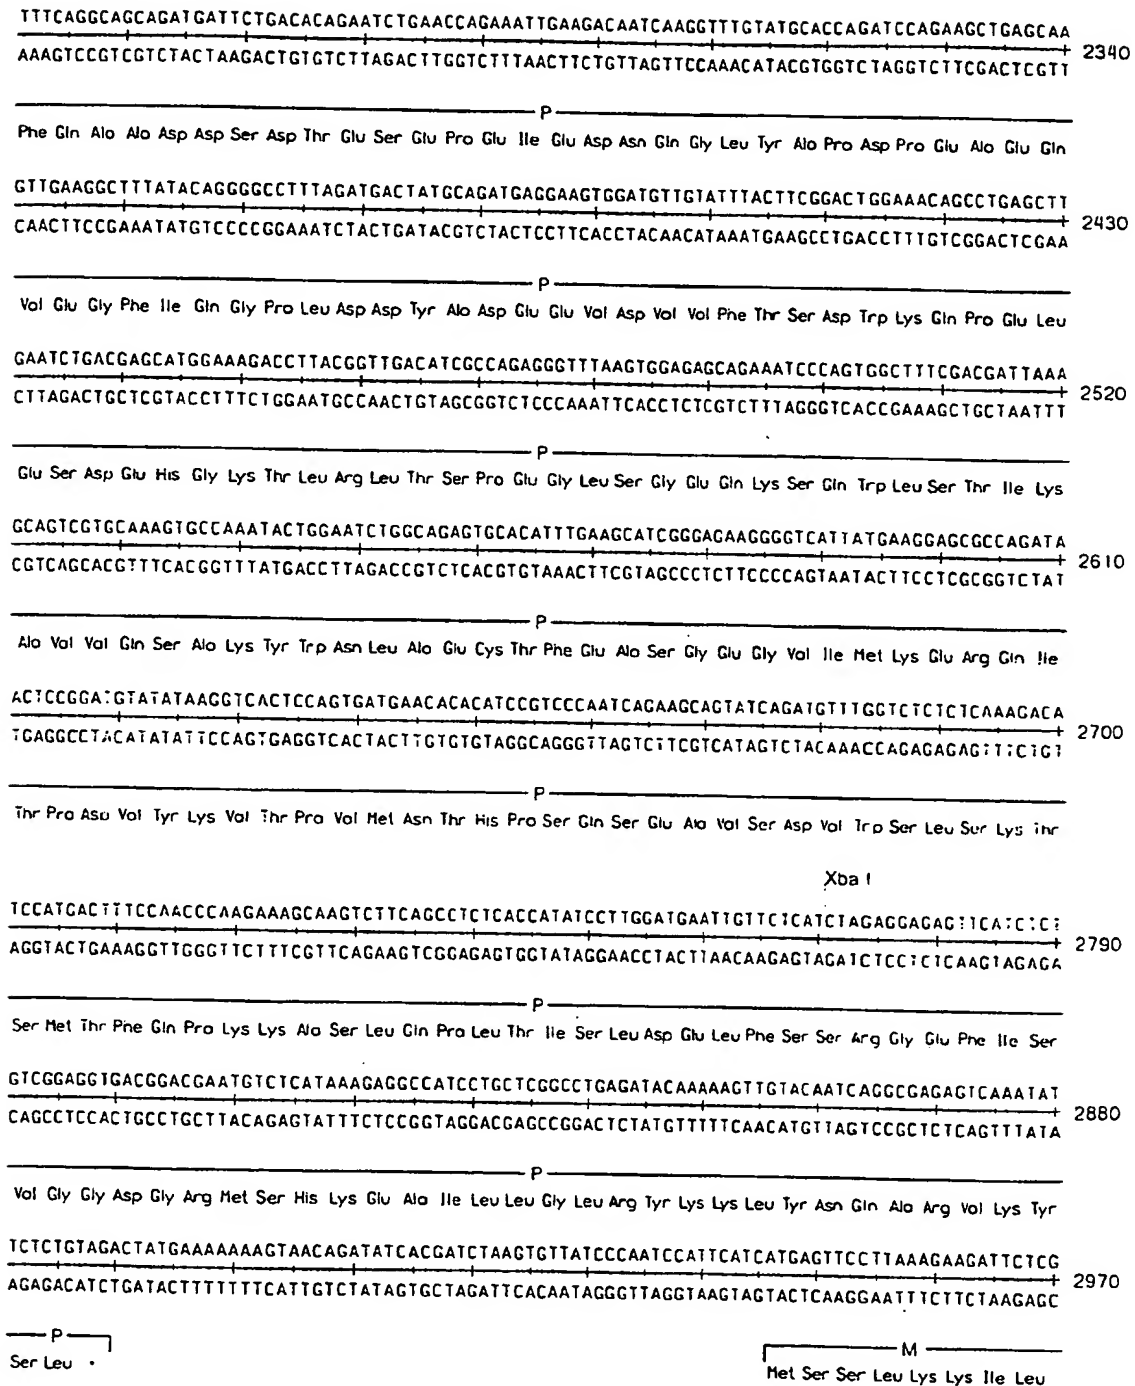 TTTCAGGCAGCAGATGATTCTGACACAGAATCTGAACCAGAAATTGAAGACAATCAAGGTTTGTATGCACCAGATCCAGAAGCTGAGCAA
2340
AAAGTCCGTCGTCTACTAAGACTGTGTCTTAGACTTGGTCTTTAACTTCTGTTAGTTCCAAACATACGTGGTCTAGGTCTTCGACTCGTT
P
Phe Gln Ala Ala Asp Asp Ser Asp Thr Glu Ser Glu Pro Glu Ile Glu Asp Asn Gln Gly Leu Tyr Ala Pro Asp Pro Glu Ala Glu Gln
GTTGAAGGCTTTATACAGGGGCCTTTAGATGACTATGCAGATGAGGAAGTGGATGTTGTATTTACTTCGGACTGGAAACAGCCTGAGCTT
2430
CAACTTCCGAAATATGTCCCCGGAAATCTACTGATACGTCTACTCCTTCACCTACAACATAAATGAAGCCTGACCTTTGTCGGACTCGAA
P
Val Glu Gly Phe Ile Gln Gly Pro Leu Asp Asp Tyr Ala Asp Glu Glu Val Asp Val Val Phe Thr Ser Asp Trp Lys Gln Pro Glu Leu
GAATCTGACGAGCATGGAAAGACCTTACGGTTGACATCGCCAGAGGGTTTAAGTGGAGAGCAGAAATCCCAGTGGCTTTCGACGATTAAA
2520
CTTAGACTGCTCGTACCTTTCTGGAATGCCAACTGTAGCGGTCTCCCAAATTCACCTCTCGTCTTTAGGGTCACCGAAAGCTGCTAATTT
P
Glu Ser Asp Glu His Gly Lys Thr Leu Arg Leu Thr Ser Pro Glu Gly Leu Ser Gly Glu Gln Lys Ser Gln Trp Leu Ser Thr Ile Lys
GCAGTCGTGCAAAGTGCCAAATACTGGAATCTGGCAGAGTGCACATTTGAAGCATCGGGAGAAGGGGTCATTATGAAGGAGCGCCAGATA
2610
CGTCAGCACGTTTCACGGTTTATGACCTTAGACCGTCTCACGTGTAAACTTCGTAGCCCTCTTCCCCAGTAATACTTCCTCGCGGTCTAT
P
Ala Val Val Gln Ser Ala Lys Tyr Trp Asn Leu Ala Glu Cys Thr Phe Glu Ala Ser Gly Glu Gly Val Ile Met Lys Glu Arg Gln Ile
ACTCCGGATGTATATAAGGTCACTCCAGTGATGAACACACATCCGTCCCAATCAGAAGCAGTATCAGATGTTTGGTCTCTCTCAAAGACA
2700
TGAGGCCTACATATATTCCAGTGAGGTCACTACTTGTGTGTAGGCAGGGTTAGTCTTCGTCATAGTCTACAAACCAGAGAGAGTTTCTGT
P
Thr Pro Asp Val Tyr Lys Val Thr Pro Val Met Asn Thr His Pro Ser Gln Ser Glu Ala Val Ser Asp Val Trp Ser Leu Ser Lys Thr
Xba I
TCCATGACTTTCCAACCCAAGAAAGCAAGTCTTCAGCCTCTCACCATATCCTTGGATGAATTGTTCTCATCTAGAGGAGAGTTCATCTCT
2790
AGGTACTGAAAGGTTGGGTTCTTTCGTTCAGAAGTCGGAGAGTGGTATAGGAACCTACTTAACAAGAGTAGATCTCCTCTCAAGTAGAGA
P
Ser Met Thr Phe Gln Pro Lys Lys Ala Ser Leu Gln Pro Leu Thr Ile Ser Leu Asp Glu Leu Phe Ser Ser Arg Gly Glu Phe Ile Ser
GTCGGAGGTGACGGACGAATGTCTCATAAAGAGGCCATCCTGCTCGGCCTGAGATACAAAAAGTTGTACAATCAGGCGAGAGTCAAATAT
2880
CAGCCTCCACTGCCTGCTTACAGAGTATTTCTCCGGTAGGACGAGCCGGACTCTATGTTTTTCAACATGTTAGTCCGCTCTCAGTTTATA
P
Val Gly Gly Asp Gly Arg Met Ser His Lys Glu Ala Ile Leu Leu Gly Leu Arg Tyr Lys Lys Leu Tyr Asn Gln Ala Arg Val Lys Tyr
TCTCTGTAGACTATGAAAAAAAGTAACAGATATCACGATCTAAGTGTTATCCCAATCCATTCATCATGAGTTCCTTAAAGAAGATTCTCG
2970
AGAGACATCTGATACTTTTTTTCATTGTCTATAGTGCTAGATTCACAATAGGGTTAGGTAAGTAGTACTCAAGGAATTTCTTCTAAGAGC
P M
Ser Leu • Met Ser Ser Leu Lys Lys Ile Leu